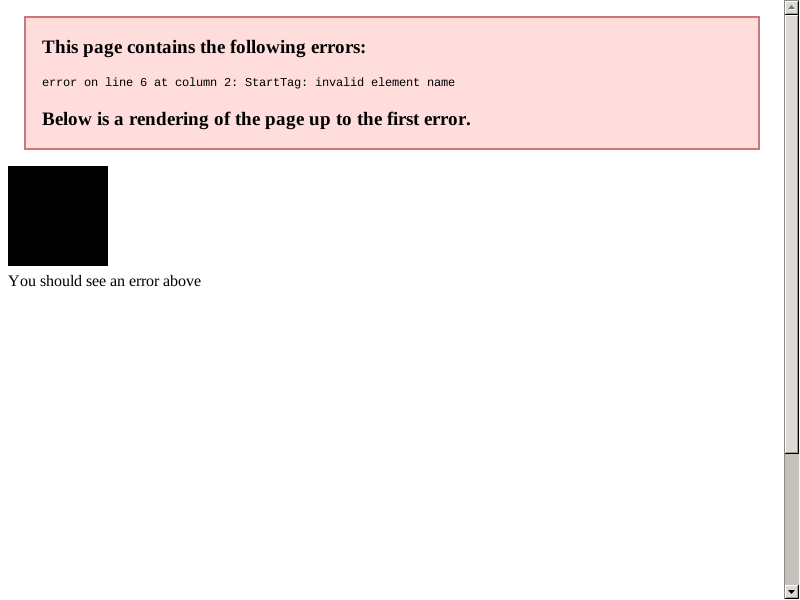 This page contains the following errors:
error on line 6 at column 2: StartTag: invalid element name
Below is a rendering of the page up to the first error.
You should see an error above